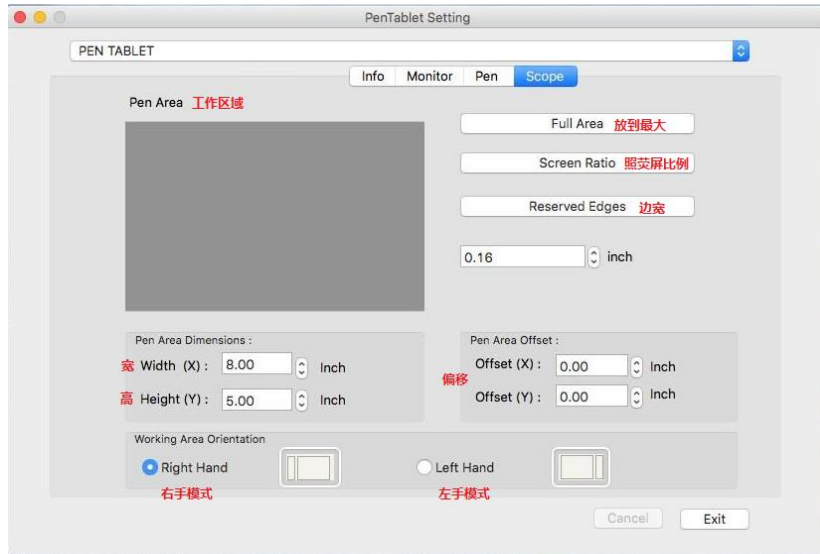 PenTablet Setting
PEN TABLET
Info Monitor Pen Scope
Pen Area 工作区域
Full Area 放到最大
Screen Ratio 照荧屏比例
Reserved Edges 边宽
0.16 inch
Pen Area Dimensions :
宽 Width (X) : 8.00 Inch
高 Height (Y) : 5.00 Inch
Pen Area Offset :
偏移
Offset (X) : 0.00 Inch
Offset (Y) : 0.00 Inch
Working Area Orientation
Right Hand Left Hand
右手模式 左手模式
Cancel Exit